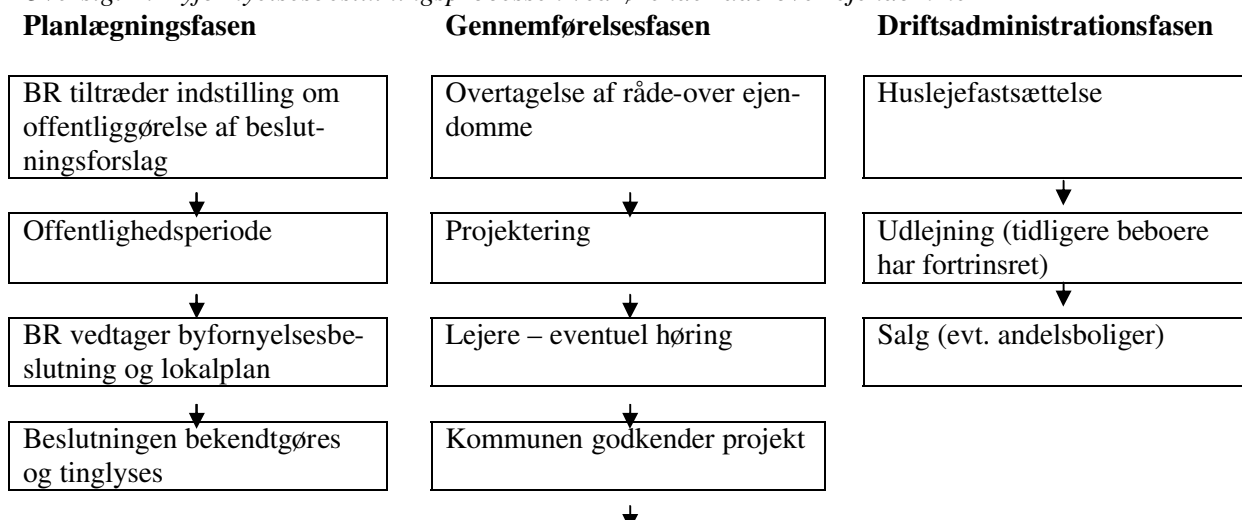 Planlægningsfasen
BR tiltræder indstilling om
offentliggørelse af beslut-
ningsforslag
Offentlighedsperiode
BR vedtager byfornyelsesbe-
slutning og lokalplan
Beslutningen bekendtgøres
og tinglyses
Gennemførelsesfasen
Overtagelse af råde-over ejen-
domme
Projektering
Lejere – eventuel høring
Kommunen godkender projekt
Driftsadministrationsfasen
Huslejefastsættelse
Udlejning (tidligere beboere
har fortrinsret)
Salg (evt. andelsboliger)